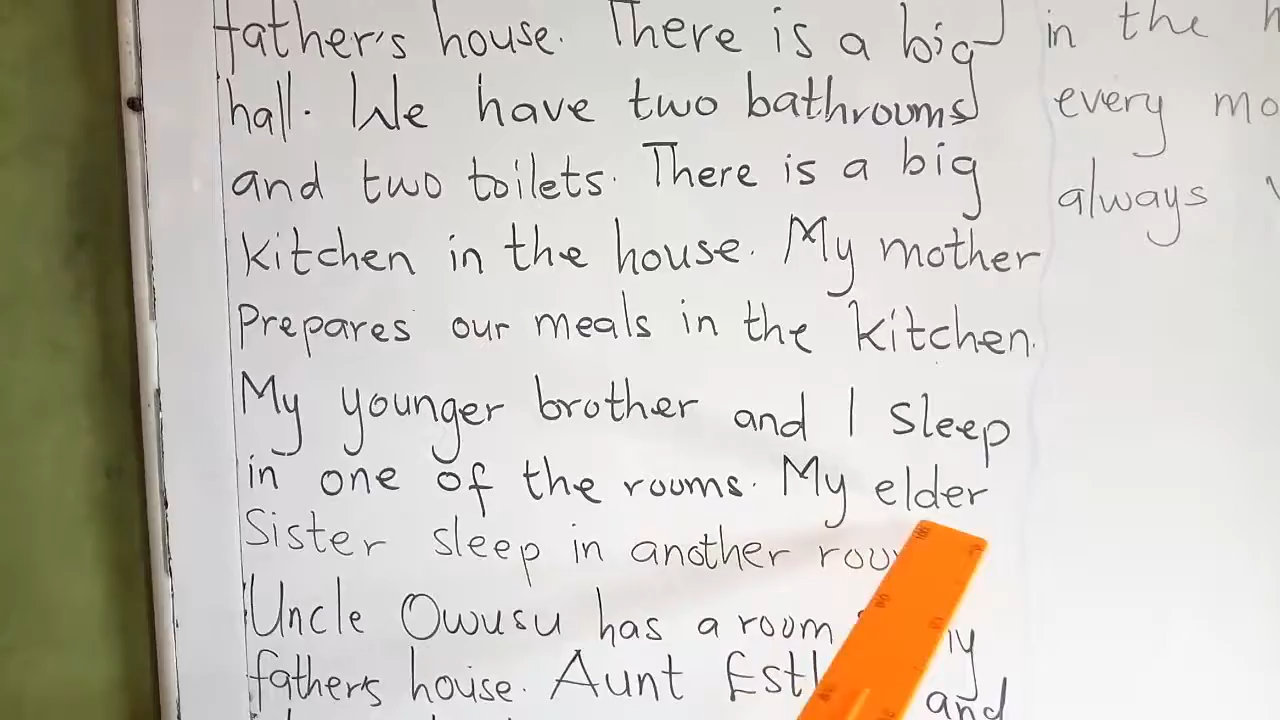 father's house. There is a big
hall. We have two bathrooms
and two toilets. There is a big
kitchen in the house. My mother
prepares our meals in the kitchen.
My younger brother and I sleep
in one of the rooms. My elder
Sister sleep in another
Uncle Owusu has a room
father's house. Aunt
and
in the
every
always